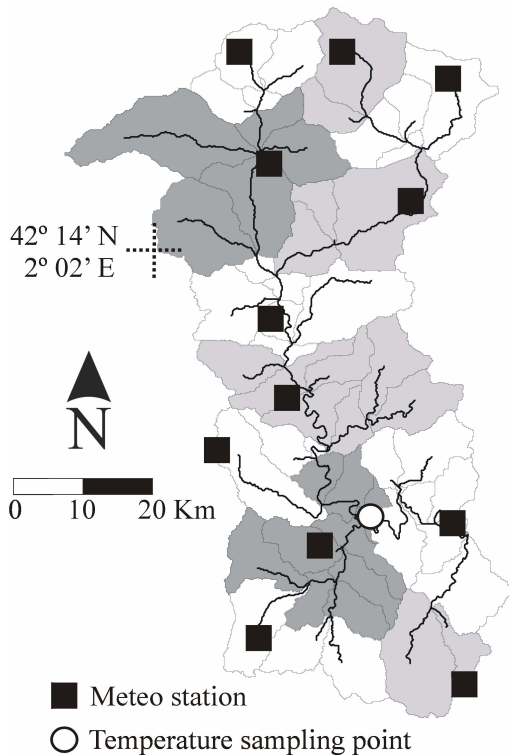 42º 14’ N
2º 02’ E
N
0 10 20 Km
Meteo station
Temperature sampling point